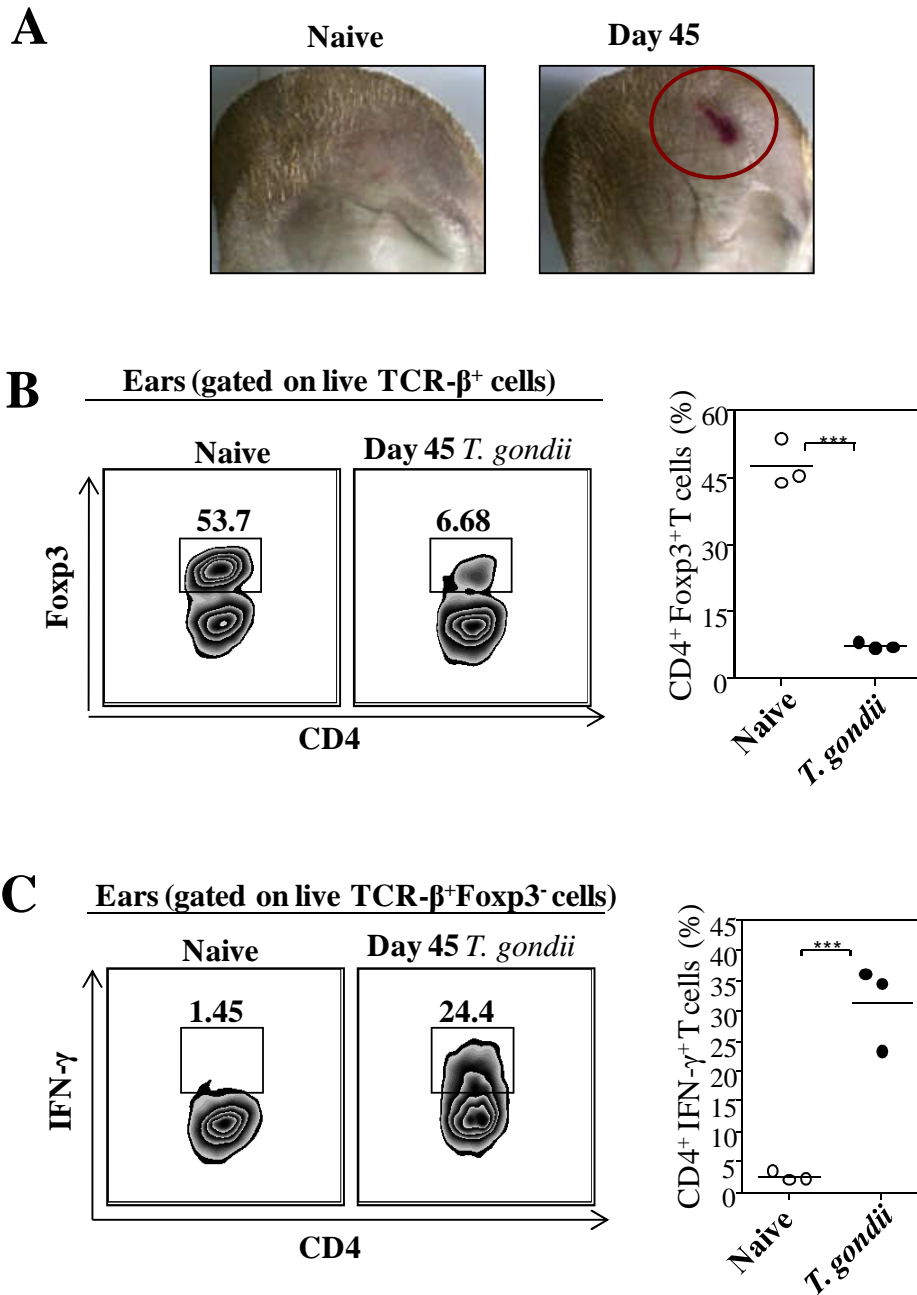 A
Naive
Day 45
B
Ears (gated on live TCR-β⁺ cells)
Naive
Day 45 T. gondii
53.7
6.68
Foxp3
CD4
CD4⁺ Foxp3⁺T cells (%)
60
45
30
15
0
***
Naive
T. gondii
C
Ears (gated on live TCR-β⁺Foxp3⁻ cells)
Naive
Day 45 T. gondii
1.45
24.4
IFN-γ
CD4
CD4⁺ IFN-γ⁺T cells (%)
45
40
35
30
25
20
15
10
5
0
***
Naive
T. gondii